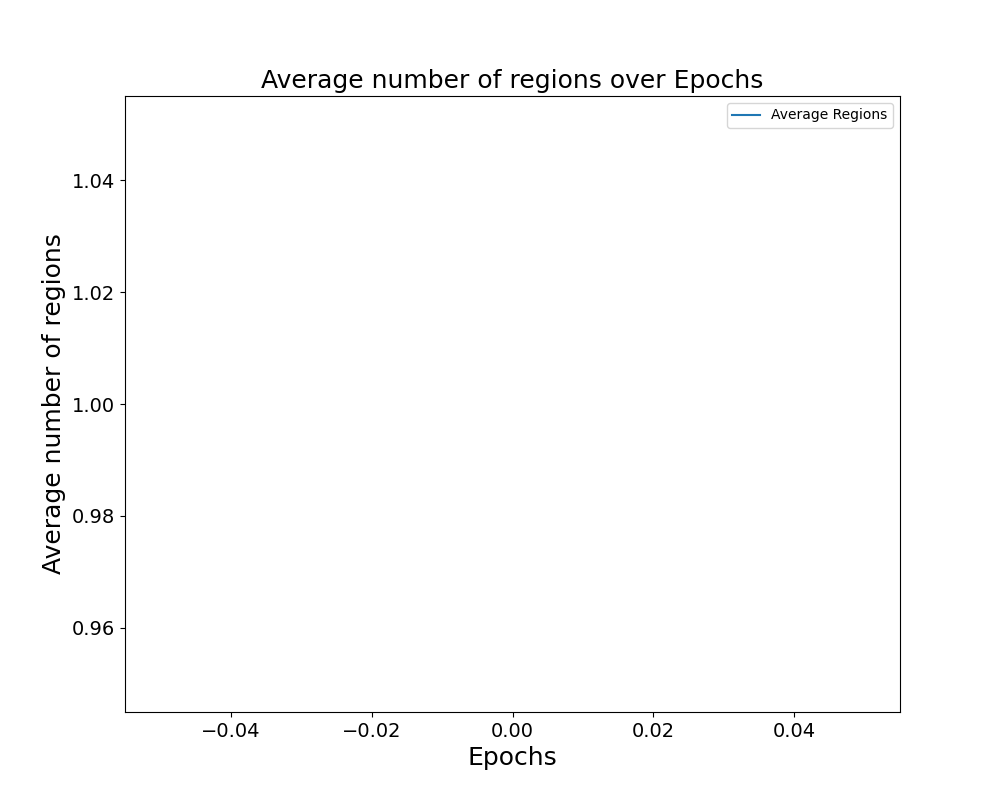 Average number of regions over Epochs
Average Regions
Average number of regions
1.04
1.02
1.00
0.98
0.96
−0.04
−0.02
0.00
0.02
0.04
Epochs